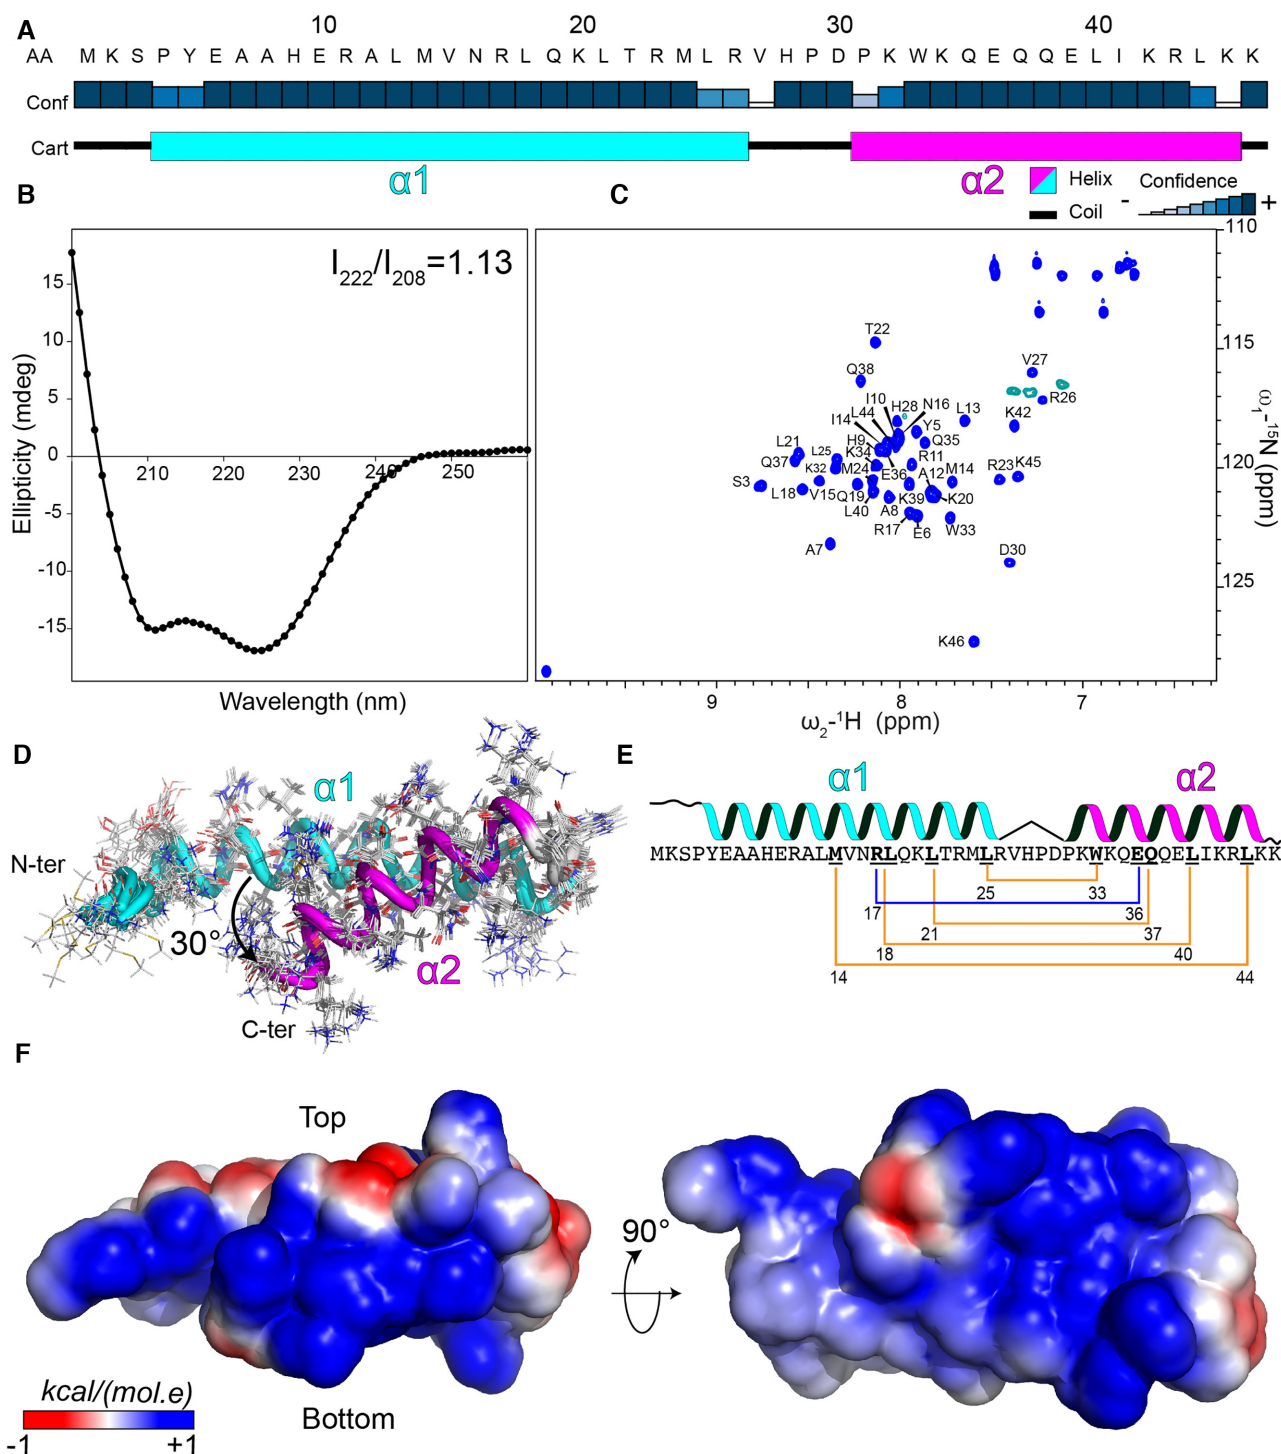 A
10 20 30 40
AA M K S P Y E A A H E R A L M V N R L Q K L T R M L R V H P D P K W K Q E Q Q E L I K R L K K
Conf
Cart
α1 α2
Helix
Coil
Confidence
- +
B
I222/I208=1.13
Ellipticity (mdeg)
15
10
5
0
-5
-10
-15
210 220 230 240 250
Wavelength (nm)
C
110
115
120
125
ω1-15N (ppm)
T22
Q38
V27
R26
I10
H28
N16
L44
I14
L13
K42
Y5
H9
Q35
L21
L25
K34
R11
Q37
K32
M24
E36
A12
M14
R23
K45
S3
L18
V15
Q19
K39
K20
L40
A8
R17
E6
W33
A7
D30
K46
9 8 7
ω2-1H (ppm)
D
α1
N-ter
30°
α2
C-ter
E
α1 α2
MKSPYEAAHERALMVNRLQKLTRMLRVHPDPKWKQEQQELIKRLKK
25 33
17 36
21 37
18 40
14 44
F
Top
90°
Bottom
kcal/(mol.e)
-1 +1